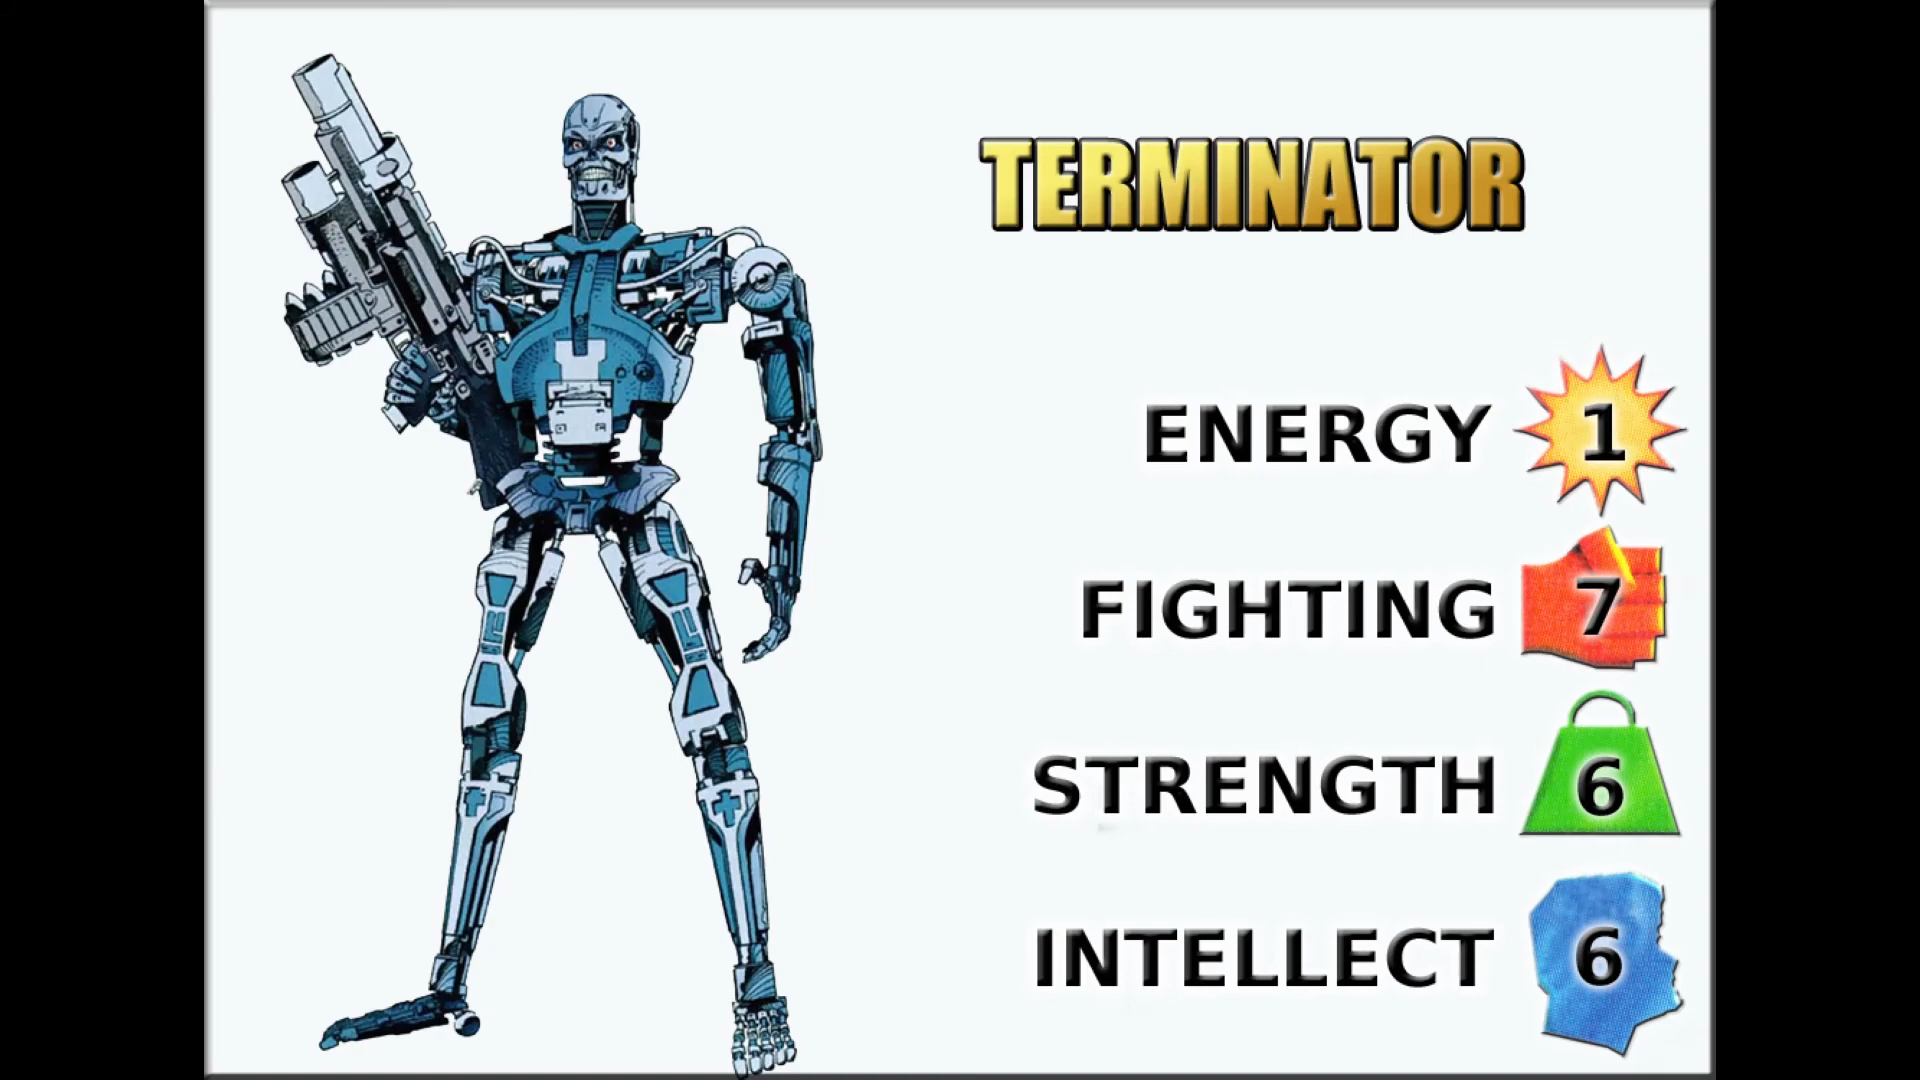 TERMINATOR
ENERGY 1
FIGHTING 7
STRENGTH 6
INTELLECT 6